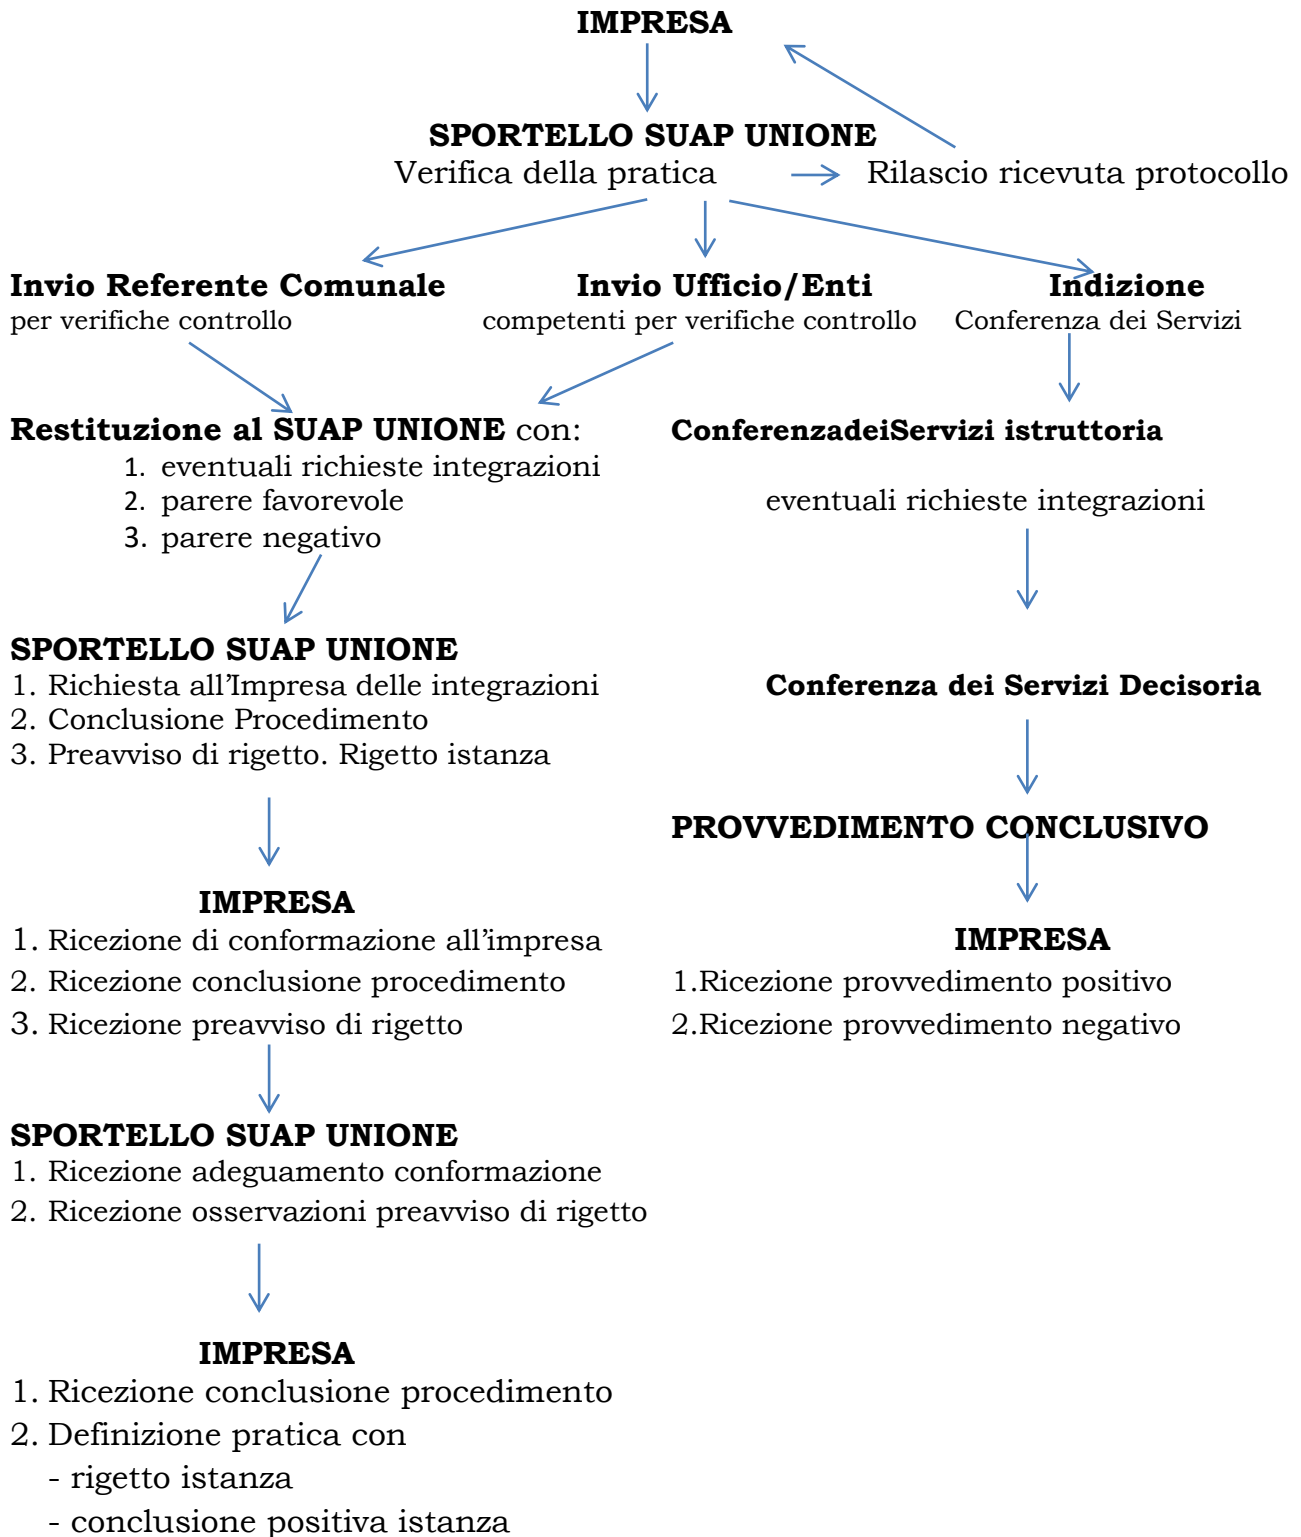 IMPRESA
SPORTELLO SUAP UNIONE
Verifica della pratica Rilascio ricevuta protocollo
Invio Referente Comunale Invio Ufficio/Enti Indizione
per verifiche controllo competenti per verifiche controllo Conferenza dei Servizi
Restituzione al SUAP UNIONE con: ConferenzadeiServizi istruttoria
1. eventuali richieste integrazioni
2. parere favorevole eventuali richieste integrazioni
3. parere negativo
SPORTELLO SUAP UNIONE
1. Richiesta all'Impresa delle integrazioni Conferenza dei Servizi Decisoria
2. Conclusione Procedimento
3. Preavviso di rigetto. Rigetto istanza
PROVVEDIMENTO CONCLUSIVO
IMPRESA
1. Ricezione di conformazione all'impresa IMPRESA
2. Ricezione conclusione procedimento 1.Ricezione provvedimento positivo
3. Ricezione preavviso di rigetto 2.Ricezione provvedimento negativo
SPORTELLO SUAP UNIONE
1. Ricezione adeguamento conformazione
2. Ricezione osservazioni preavviso di rigetto
IMPRESA
1. Ricezione conclusione procedimento
2. Definizione pratica con
- rigetto istanza
- conclusione positiva istanza